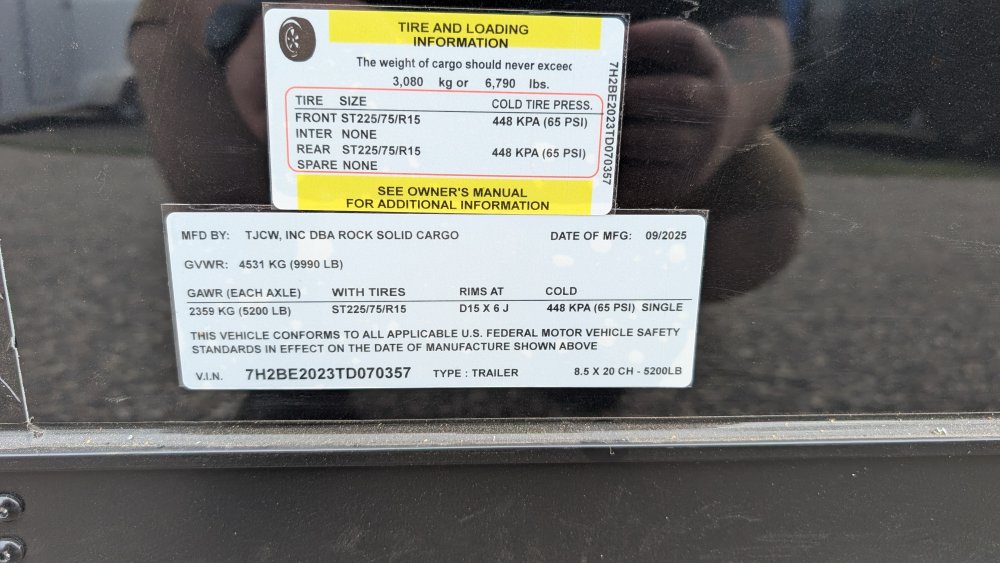 TIRE AND LOADING
INFORMATION
The weight of cargo should never exceed
3,080 kg or 6,790 lbs.
TIRE SIZE COLD TIRE PRESS.
FRONT ST225/75/R15 448 KPA (65 PSI)
INTER NONE
REAR ST225/75/R15 448 KPA (65 PSI)
SPARE NONE
SEE OWNER'S MANUAL
FOR ADDITIONAL INFORMATION
7H2BE2023TD070357
MFD BY: TJCW, INC DBA ROCK SOLID CARGO DATE OF MFG: 09/2025
GVWR: 4531 KG (9990 LB)
GAWR (EACH AXLE) WITH TIRES RIMS AT COLD
2359 KG (5200 LB) ST225/75/R15 D15 X 6 J 448 KPA (65 PSI) SINGLE
THIS VEHICLE CONFORMS TO ALL APPLICABLE U.S. FEDERAL MOTOR VEHICLE SAFETY
STANDARDS IN EFFECT ON THE DATE OF MANUFACTURE SHOWN ABOVE
V.I.N. 7H2BE2023TD070357 TYPE : TRAILER 8.5 X 20 CH - 5200LB